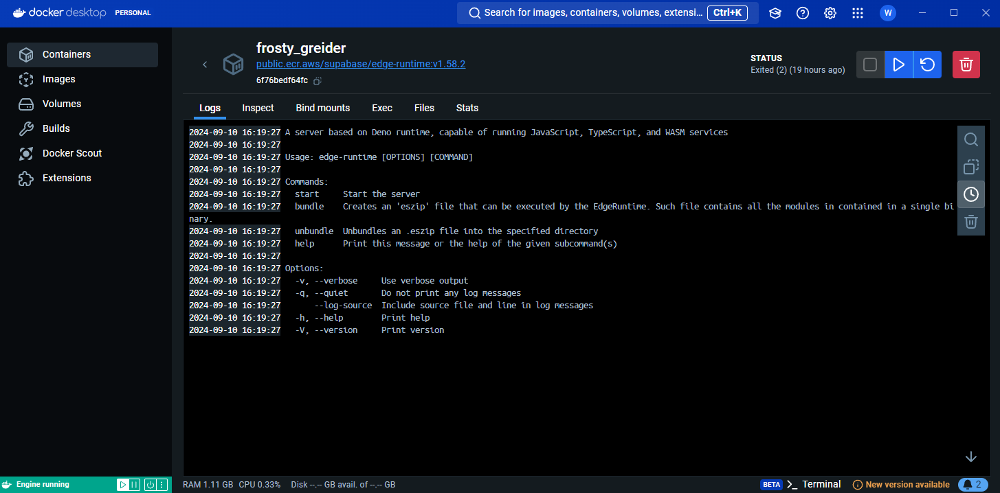 docker desktop PERSONAL
Search for images, containers, volumes, extensi... Ctrl+K
W
Containers
Images
Volumes
Builds
Docker Scout
Extensions
frosty_greider
public.ecr.aws/supabase/edge-runtime:v1.58.2
6f76bedf64fc
STATUS
Exited (2) (19 hours ago)
Logs Inspect Bind mounts Exec Files Stats
2024-09-10 16:19:27 A server based on Deno runtime, capable of running JavaScript, TypeScript, and WASM services
2024-09-10 16:19:27
2024-09-10 16:19:27 Usage: edge-runtime [OPTIONS] [COMMAND]
2024-09-10 16:19:27
2024-09-10 16:19:27 Commands:
2024-09-10 16:19:27   start     Start the server
2024-09-10 16:19:27   bundle    Creates an 'eszip' file that can be executed by the EdgeRuntime. Such file contains all the modules in contained in a single bi
nary.
2024-09-10 16:19:27   unbundle  Unbundles an .eszip file into the specified directory
2024-09-10 16:19:27   help      Print this message or the help of the given subcommand(s)
2024-09-10 16:19:27
2024-09-10 16:19:27 Options:
2024-09-10 16:19:27   -v, --verbose     Use verbose output
2024-09-10 16:19:27   -q, --quiet       Do not print any log messages
2024-09-10 16:19:27       --log-source  Include source file and line in log messages
2024-09-10 16:19:27   -h, --help        Print help
2024-09-10 16:19:27   -V, --version     Print version
Engine running
RAM 1.11 GB CPU 0.33% Disk --.-- GB avail. of --.-- GB
BETA >_ Terminal
New version available
2